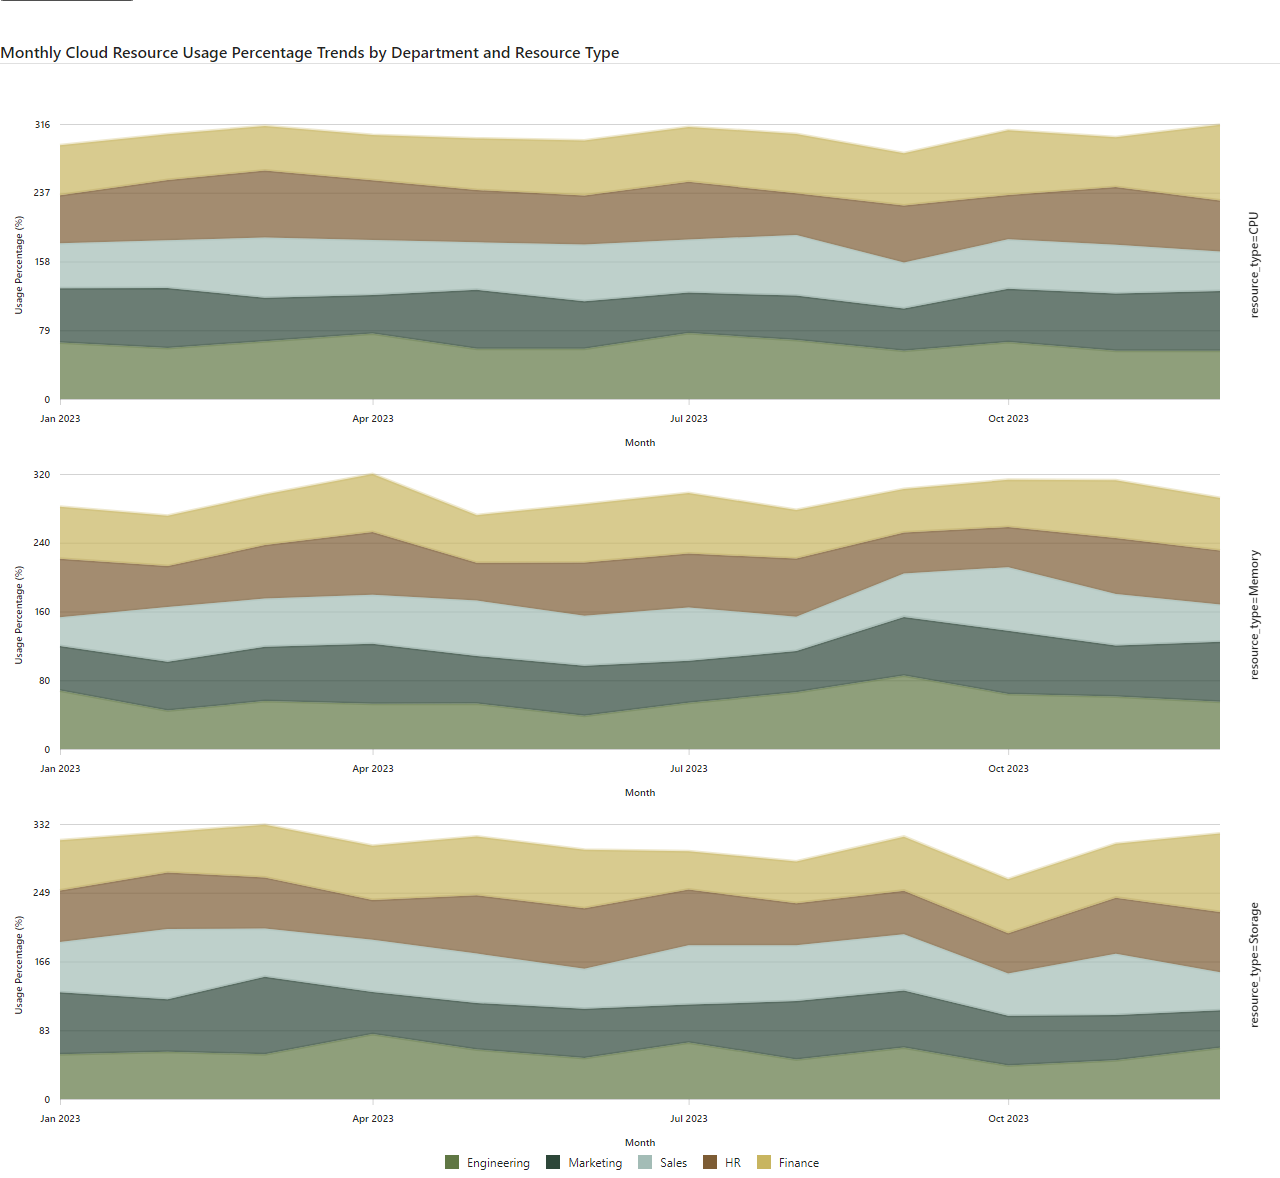 Monthly Cloud Resource Usage Percentage Trends by Department and Resource Type
316
237
158
79
0
Usage Percentage (%)
Jan 2023 Apr 2023 Jul 2023 Oct 2023
Month
resource_type=CPU
320
240
160
80
0
Usage Percentage (%)
Jan 2023 Apr 2023 Jul 2023 Oct 2023
Month
resource_type=Memory
332
249
166
83
0
Usage Percentage (%)
Jan 2023 Apr 2023 Jul 2023 Oct 2023
Month
resource_type=Storage
Engineering Marketing Sales HR Finance